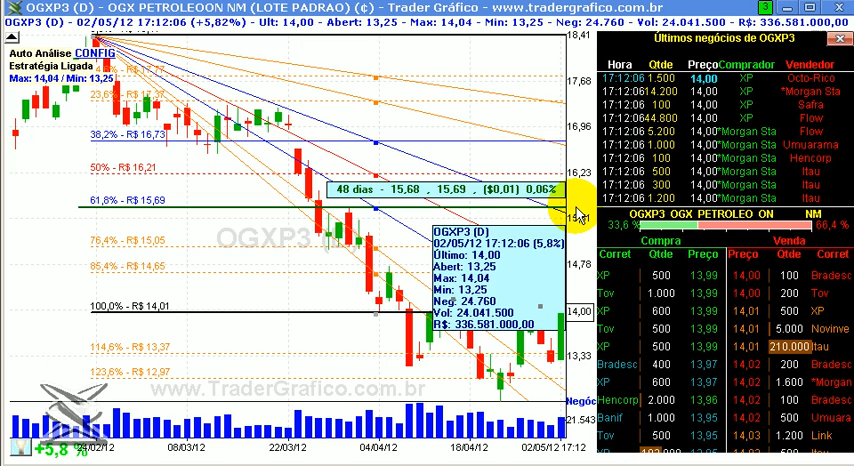 OGXP3 (D) - OGX PETROLEOON NM (LOTE PADRAO) (¢) - Trader Gráfico - www.tradergrafico.com.br
3
OGXP3 (D) - 02/05/12 17:12:06 (+5,82%) - Ult: 14,00 - Abert: 13,25 - Max: 14,04 - Min: 13,25 - Neg: 24.760 - Vol: 24.041.500 - R$: 336.581.000,00
Auto Análise CONFIG
Estratégia Ligada
Max: 14,04 / Min: 13,25
R$ 17,77
23,6% - R$ 17,37
38,2% - R$ 16,73
50% - R$ 16,21
61,8% - R$ 15,69
76,4% - R$ 15,05
85,4% - R$ 14,65
100,0% - R$ 14,01
114,6% - R$ 13,37
123,6% - R$ 12,97
48 dias - 15,68 , 15,69 , ($0,01) 0,06%
OGXP3 (D)
OGXP3 (D)
02/05/12 17:12:06 (5,8%)
Último: 14,00
Abert: 13,25
Max: 14,04
Min: 13,25
Neg: 24.760
Vol: 24.041.500
R$: 336.581.000,00
www.TraderGrafico.com.br
18,41
17,68
16,96
16,23
14,78
14,00
13,33
Negóc
21.543
+5,8 %
24/02/12
08/03/12
22/03/12
04/04/12
18/04/12
02/05/12 17:12
Últimos negócios de OGXP3
Hora Qtde Preço Comprador Vendedor
17:12:06 1.500 14,00 XP Octo-Rico
17:12:06 14.200 14,00 XP *Morgan Sta
17:12:06 100 14,00 XP Safra
17:12:06 44.800 14,00 XP Flow
17:12:06 5.200 14,00 *Morgan Sta Flow
17:12:06 1.000 14,00 *Morgan Sta Umuarama
17:12:06 100 14,00 *Morgan Sta Hencorp
17:12:06 500 14,00 *Morgan Sta Itau
17:12:06 300 14,00 *Morgan Sta Itau
17:12:06 1.200 14,00 *Morgan Sta Itau
OGXP3 OGX PETROLEO ON NM
33,6 % 66,4 %
Compra Venda
Corret Qtde Preço Preço Qtde Corret
XP 500 13,99 14,00 100 Bradesc
Tov 1.000 13,99 14,00 200 Tov
XP 600 13,99 14,01 500 XP
Tov 500 13,99 14,01 5.000 Novinve
XP 500 13,99 14,01 210.000 Itau
Bradesc 400 13,97 14,02 200 Bradesc
XP 600 13,97 14,02 1.600 *Morgan
Hencorp 2.000 13,96 14,02 100 Bradesc
Banif 1.000 13,95 14,02 500 Umuara
Tov 500 13,95 14,03 1.200 Link